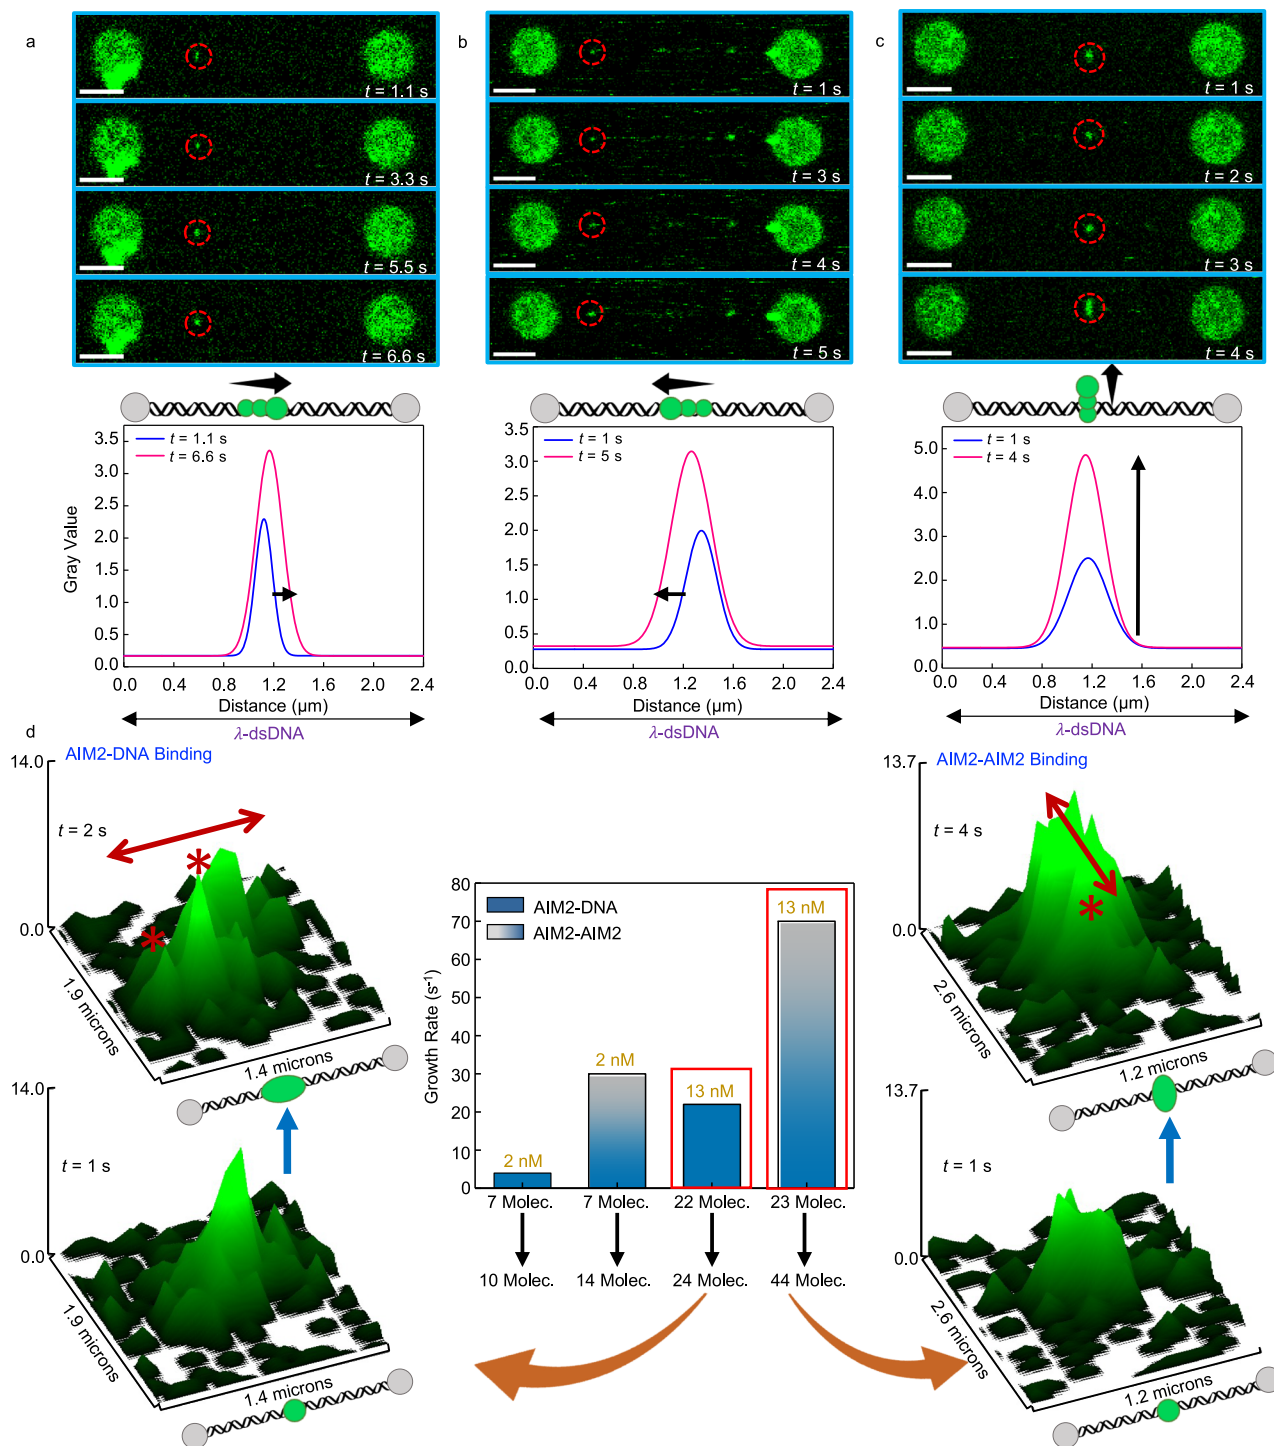 a
t = 1.1 s
t = 3.3 s
t = 5.5 s
t = 6.6 s
b
t = 1 s
t = 3 s
t = 4 s
t = 5 s
c
t = 1 s
t = 2 s
t = 3 s
t = 4 s
Gray Value
3.5
3.0
2.5
2.0
1.5
1.0
0.5
0.0
t = 1.1 s
t = 6.6 s
0.0 0.4 0.8 1.2 1.6 2.0 2.4
Distance (µm)
λ-dsDNA
3.5
3.0
2.5
2.0
1.5
1.0
0.5
0.0
t = 1 s
t = 5 s
0.0 0.4 0.8 1.2 1.6 2.0 2.4
Distance (µm)
λ-dsDNA
5.0
4.0
3.0
2.0
1.0
0.0
t = 1 s
t = 4 s
0.0 0.4 0.8 1.2 1.6 2.0 2.4
Distance (µm)
λ-dsDNA
d
AIM2-DNA Binding
14.0
t = 2 s
*
*
0.0
1.9 microns
1.4 microns
14.0
t = 1 s
0.0
1.9 microns
1.4 microns
Growth Rate (s⁻¹)
80
70
60
50
40
30
20
10
0
AIM2-DNA
AIM2-AIM2
2 nM
2 nM
13 nM
13 nM
7 Molec. 7 Molec. 22 Molec. 23 Molec.
10 Molec. 14 Molec. 24 Molec. 44 Molec.
AIM2-AIM2 Binding
13.7
t = 4 s
*
0.0
2.6 microns
1.2 microns
13.7
t = 1 s
0.0
2.6 microns
1.2 microns